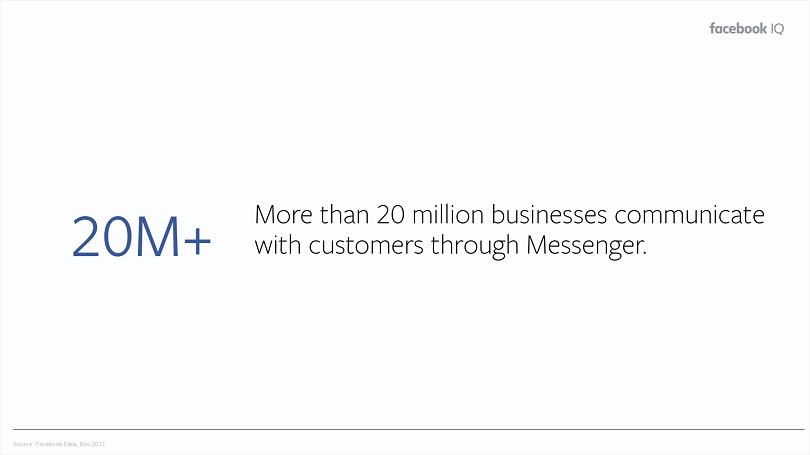 facebook IQ
20M+
More than 20 million businesses communicate
with customers through Messenger.
Source: Facebook Data, Nov 2017.